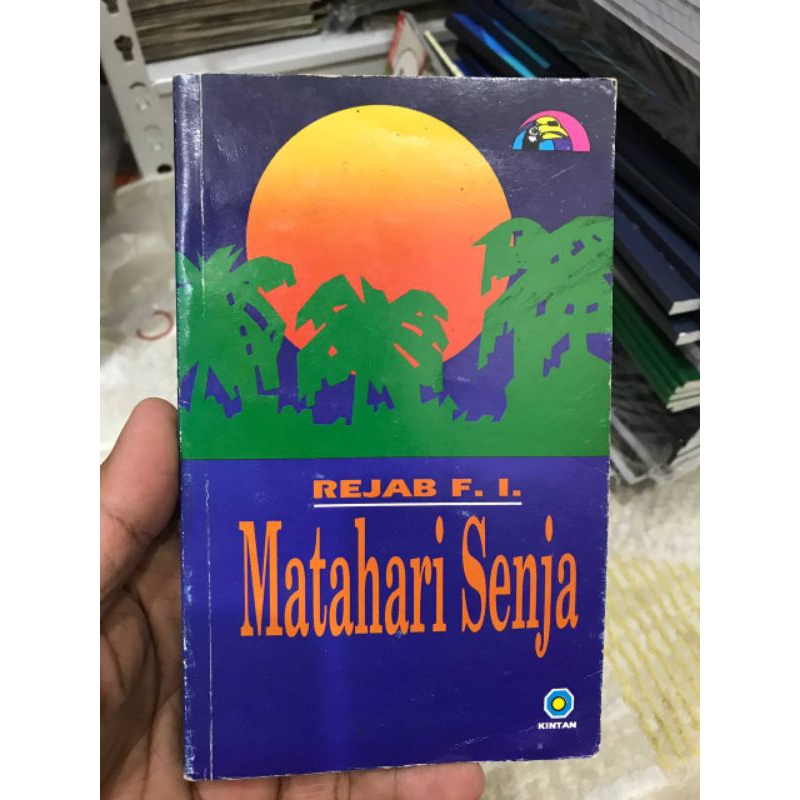 REJAB F. I.
Matahari Senja
KINTAN